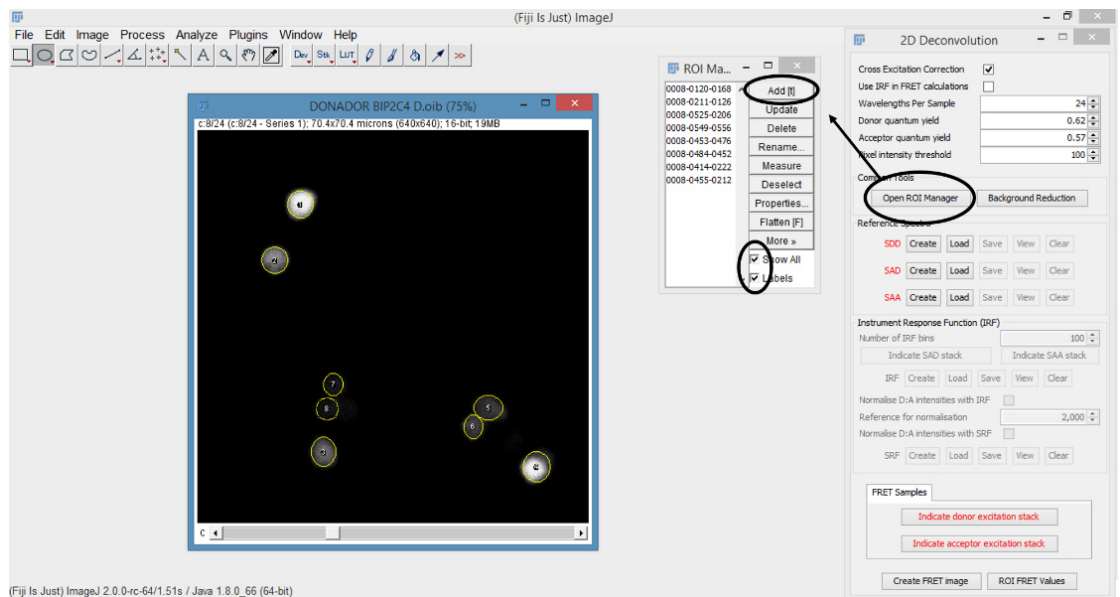 (Fiji Is Just) ImageJ
File Edit Image Process Analyze Plugins Window Help
Dev Stk LUT
DONADOR BIP2C4 D.oib (75%)
c:8/24 (c:8/24 - Series 1); 70.4x70.4 microns (640x640); 16-bit; 19MB
7
8
5
6
c
ROI Ma...
0008-0120-0168
0008-0211-0126
0008-0525-0206
0008-0549-0556
0008-0453-0476
0008-0484-0452
0008-0414-0222
0008-0455-0212
Add [t]
Update
Delete
Rename...
Measure
Deselect
Properties...
Flatten [F]
More »
Show All
Labels
2D Deconvolution
Cross Excitation Correction
Use IRF in FRET calculations
Wavelengths Per Sample 24
Donor quantum yield 0.62
Acceptor quantum yield 0.57
Pixel intensity threshold 100
Common Tools
Open ROI Manager Background Reduction
Reference Spectra
SDD Create Load Save View Clear
SAD Create Load Save View Clear
SAA Create Load Save View Clear
Instrument Response Function (IRF)
Number of IRF bins 100
Indicate SAD stack Indicate SAA stack
IRF Create Load Save View Clear
Normalise D:A intensities with IRF
Reference for normalisation 2,000
Normalise D:A intensities with SRF
SRF Create Load Save View Clear
FRET Samples
Indicate donor excitation stack
Indicate acceptor excitation stack
Create FRET image ROI FRET Values
(Fiji Is Just) ImageJ 2.0.0-rc-64/1.51s / Java 1.8.0_66 (64-bit)